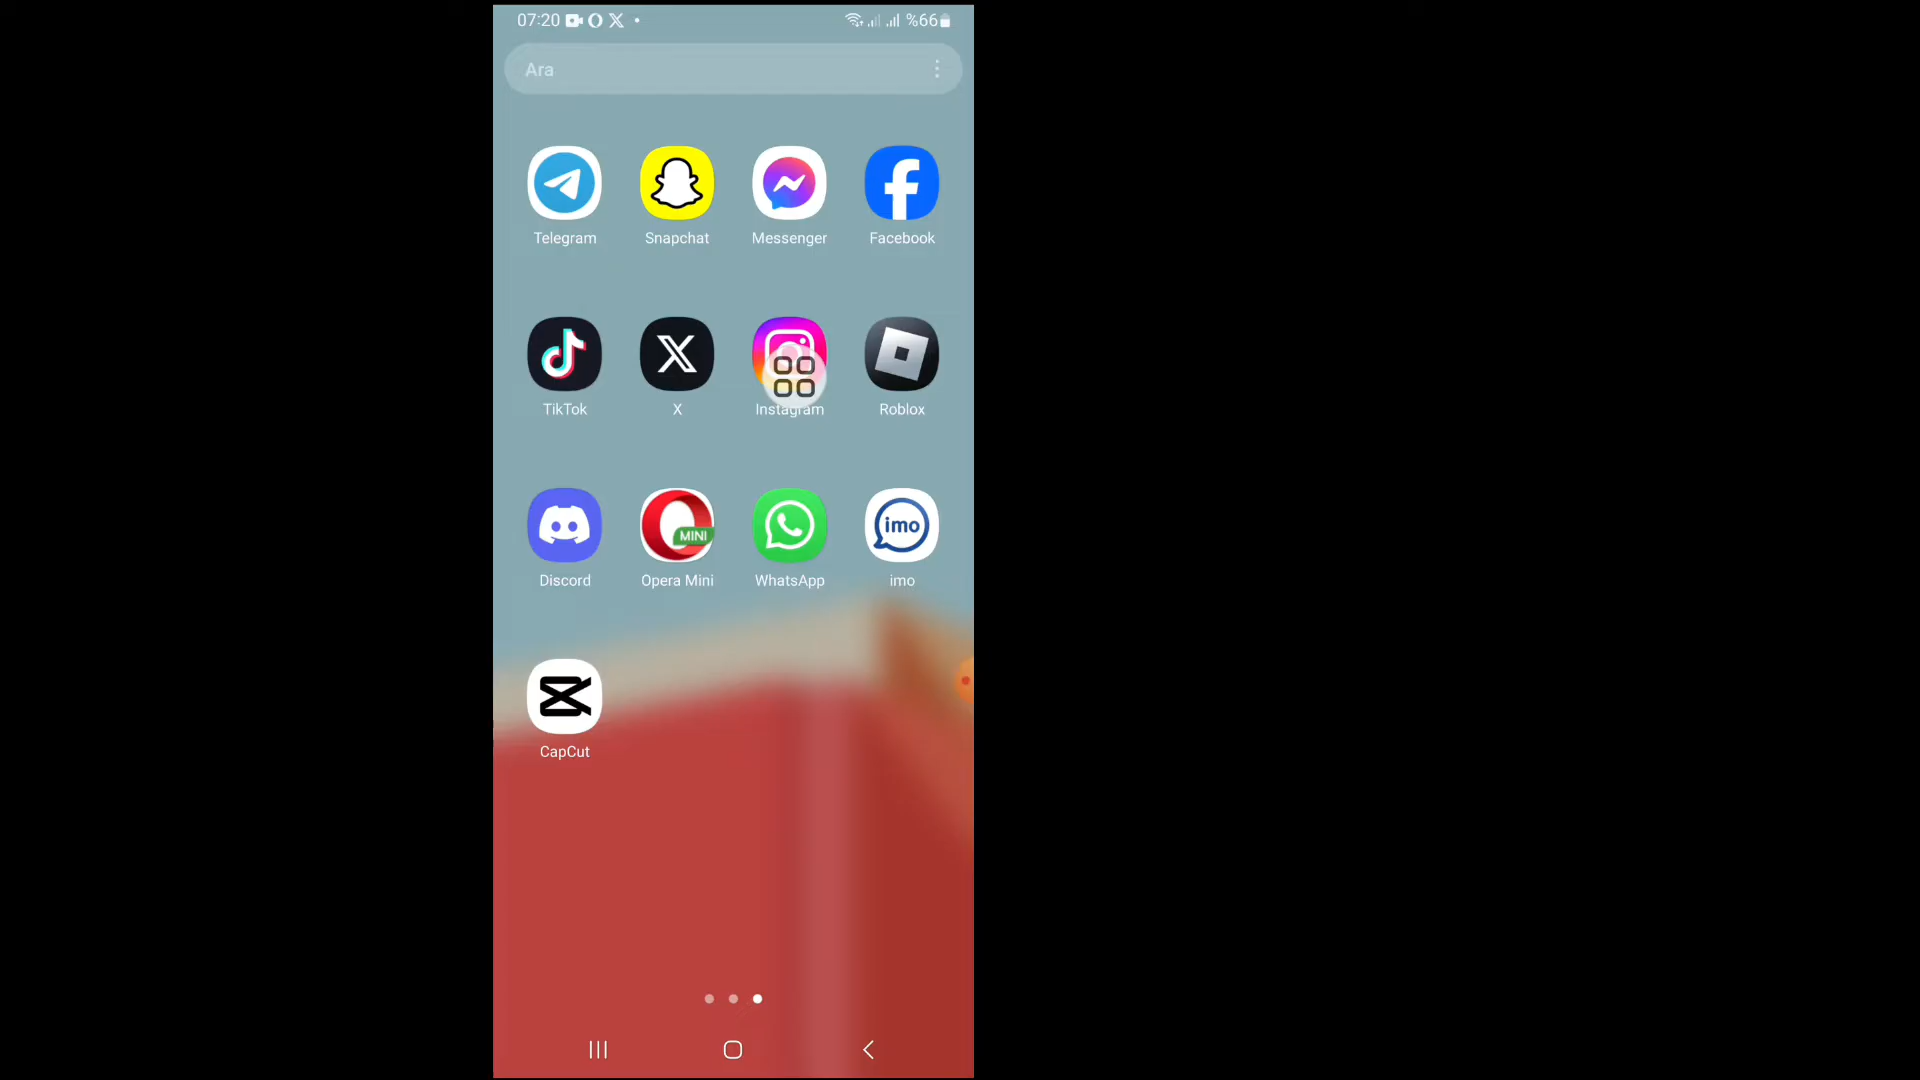 07:20 %66
Ara
Telegram Snapchat Messenger Facebook
TikTok X Instagram Roblox
imo
MINI
Discord Opera Mini WhatsApp imo
CapCut